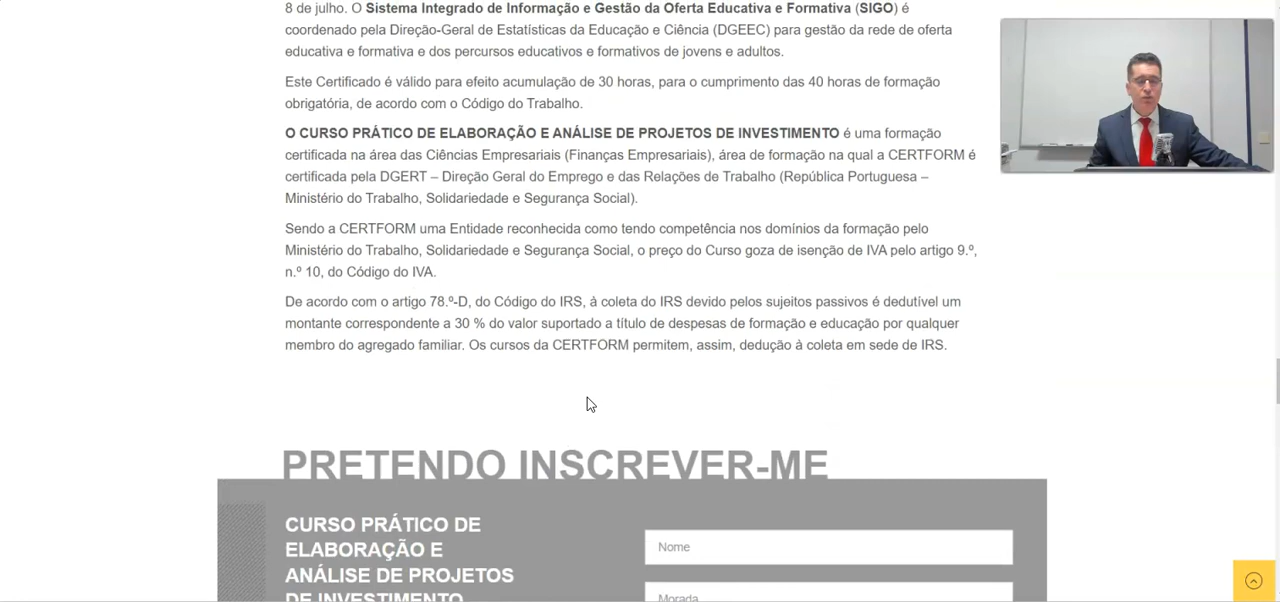 8 de julho. O Sistema Integrado de Informação e Gestão da Oferta Educativa e Formativa (SIGO) é
coordenado pela Direção-Geral de Estatísticas da Educação e Ciência (DGEEC) para gestão da rede de oferta
educativa e formativa e dos percursos educativos e formativos de jovens e adultos.
Este Certificado é válido para efeito acumulação de 30 horas, para o cumprimento das 40 horas de formação
obrigatória, de acordo com o Código do Trabalho.
O CURSO PRÁTICO DE ELABORAÇÃO E ANÁLISE DE PROJETOS DE INVESTIMENTO é uma formação
certificada na área das Ciências Empresariais (Finanças Empresariais), área de formação na qual a CERTFORM é
certificada pela DGERT – Direção Geral do Emprego e das Relações de Trabalho (República Portuguesa –
Ministério do Trabalho, Solidariedade e Segurança Social).
Sendo a CERTFORM uma Entidade reconhecida como tendo competência nos domínios da formação pelo
Ministério do Trabalho, Solidariedade e Segurança Social, o preço do Curso goza de isenção de IVA pelo artigo 9.º,
n.º 10, do Código do IVA.
De acordo com o artigo 78.º-D, do Código do IRS, à coleta do IRS devido pelos sujeitos passivos é dedutível um
montante correspondente a 30 % do valor suportado a título de despesas de formação e educação por qualquer
membro do agregado familiar. Os cursos da CERTFORM permitem, assim, dedução à coleta em sede de IRS.
PRETENDO INSCREVER-ME
CURSO PRÁTICO DE
ELABORAÇÃO E
ANÁLISE DE PROJETOS
DE INVESTIMENTO
Nome
Morada